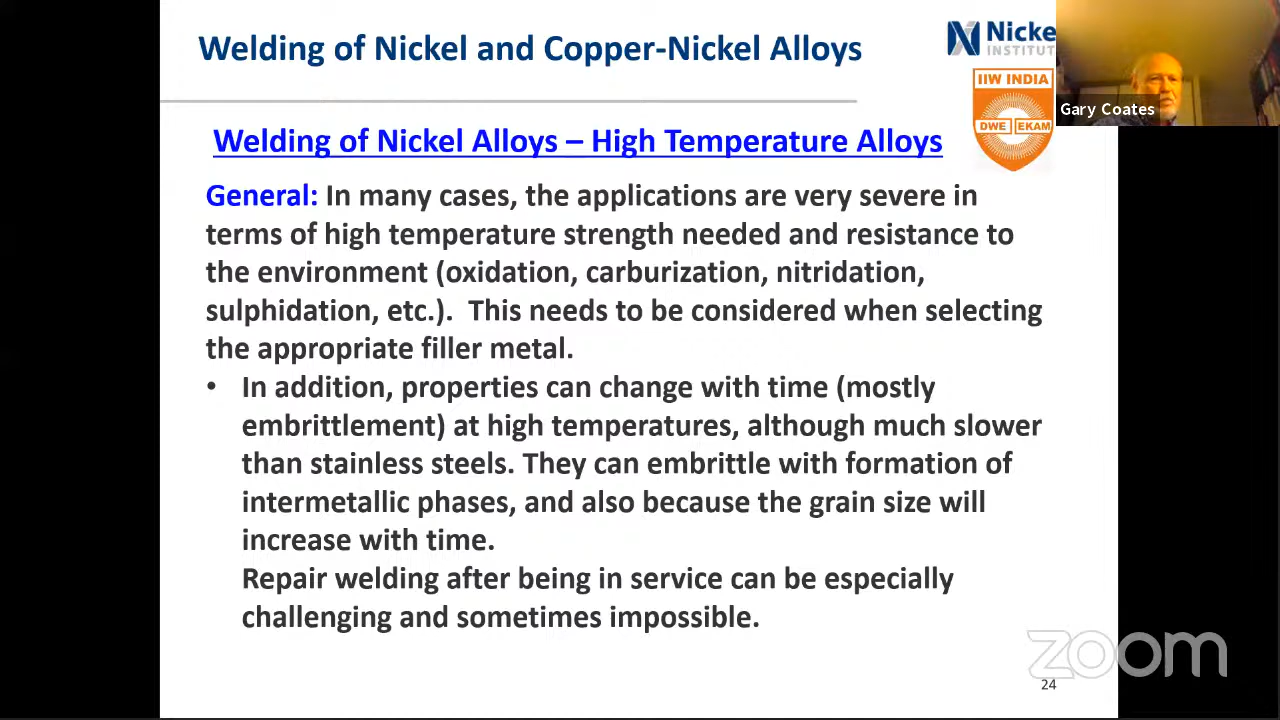 Welding of Nickel and Copper-Nickel Alloys
Nicke
INSTITUT
IIW INDIA
DWE EKAM
Gary Coates
Welding of Nickel Alloys – High Temperature Alloys
General: In many cases, the applications are very severe in
terms of high temperature strength needed and resistance to
the environment (oxidation, carburization, nitridation,
sulphidation, etc.). This needs to be considered when selecting
the appropriate filler metal.
• In addition, properties can change with time (mostly
embrittlement) at high temperatures, although much slower
than stainless steels. They can embrittle with formation of
intermetallic phases, and also because the grain size will
increase with time.
Repair welding after being in service can be especially
challenging and sometimes impossible.
zoom
24